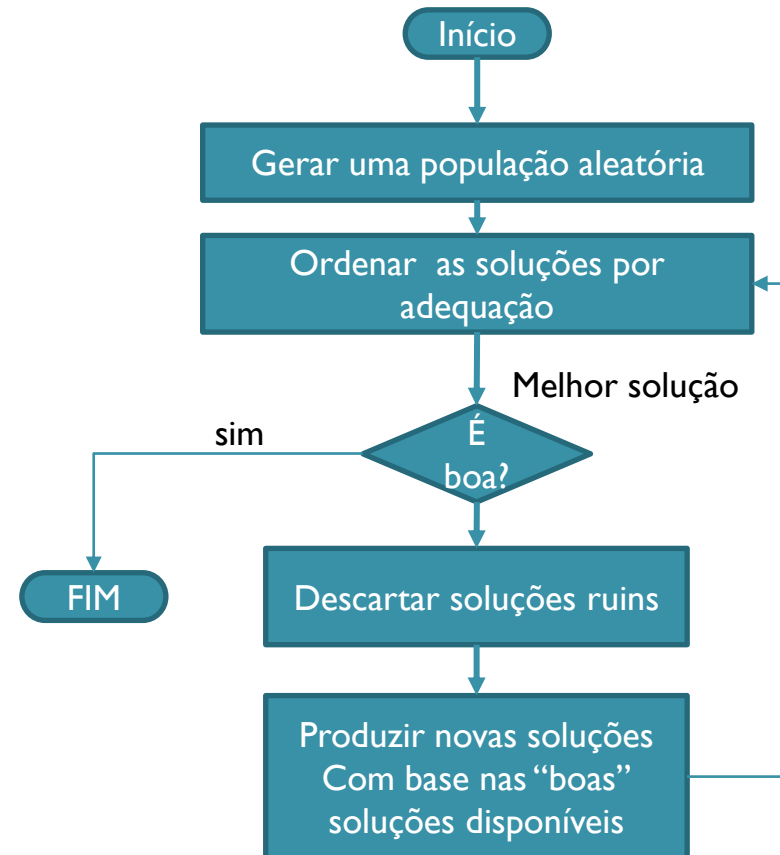 Início
Gerar uma população aleatória
Ordenar as soluções por
adequação
Melhor solução
sim
É
boa?
FIM
Descartar soluções ruins
Produzir novas soluções
Com base nas “boas”
soluções disponíveis